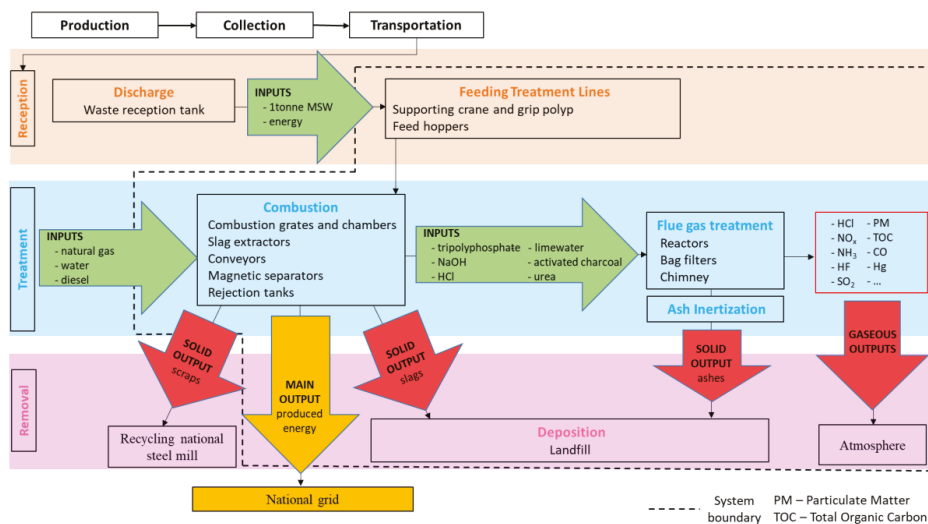 Production
Collection
Transportation
Reception
Discharge
Waste reception tank
INPUTS
- 1tonne MSW
- energy
Feeding Treatment Lines
Supporting crane and grip polyp
Feed hoppers
Treatment
INPUTS
- natural gas
- water
- diesel
Combustion
Combustion grates and chambers
Slag extractors
Conveyors
Magnetic separators
Rejection tanks
INPUTS
- tripolyphosphate - limewater
- NaOH - activated charcoal
- HCl - urea
Flue gas treatment
Reactors
Bag filters
Chimney
Ash Inertization
- HCl - PM
- NOₓ - TOC
- NH₃ - CO
- HF - Hg
- SO₂ - ...
Removal
SOLID
OUTPUT
scraps
MAIN
OUTPUT
produced
energy
SOLID
OUTPUT
slags
SOLID
OUTPUT
ashes
GASEOUS
OUTPUTS
Recycling national
steel mill
Deposition
Landfill
Atmosphere
National grid
System
boundary
PM – Particulate Matter
TOC – Total Organic Carbon